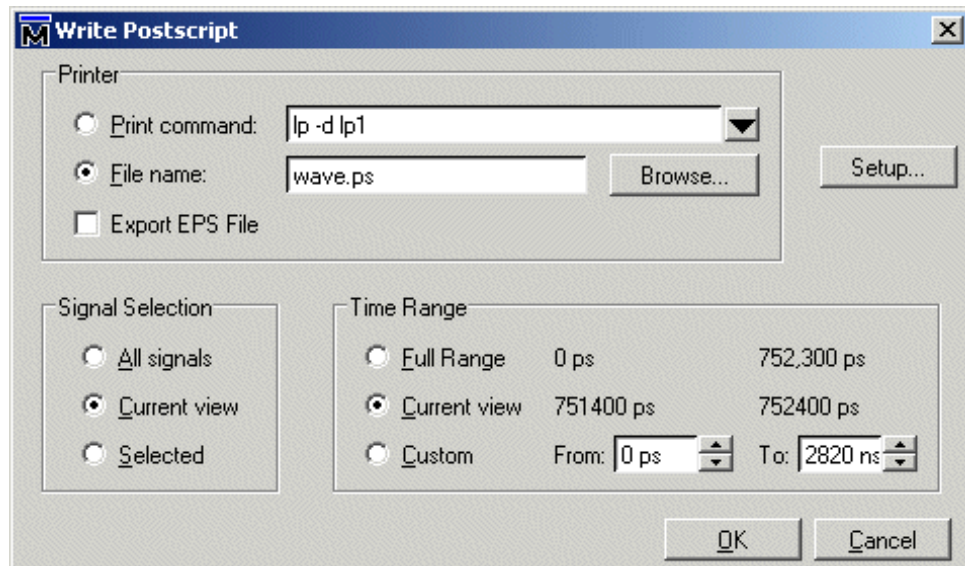 Write Postscript
Printer
Print command: lp -d lp1
File name: wave.ps Browse... Setup...
Export EPS File
Signal Selection Time Range
All signals Full Range 0 ps 752,300 ps
Current view Current view 751400 ps 752400 ps
Selected Custom From: 0 ps To: 2820 ns
OK Cancel